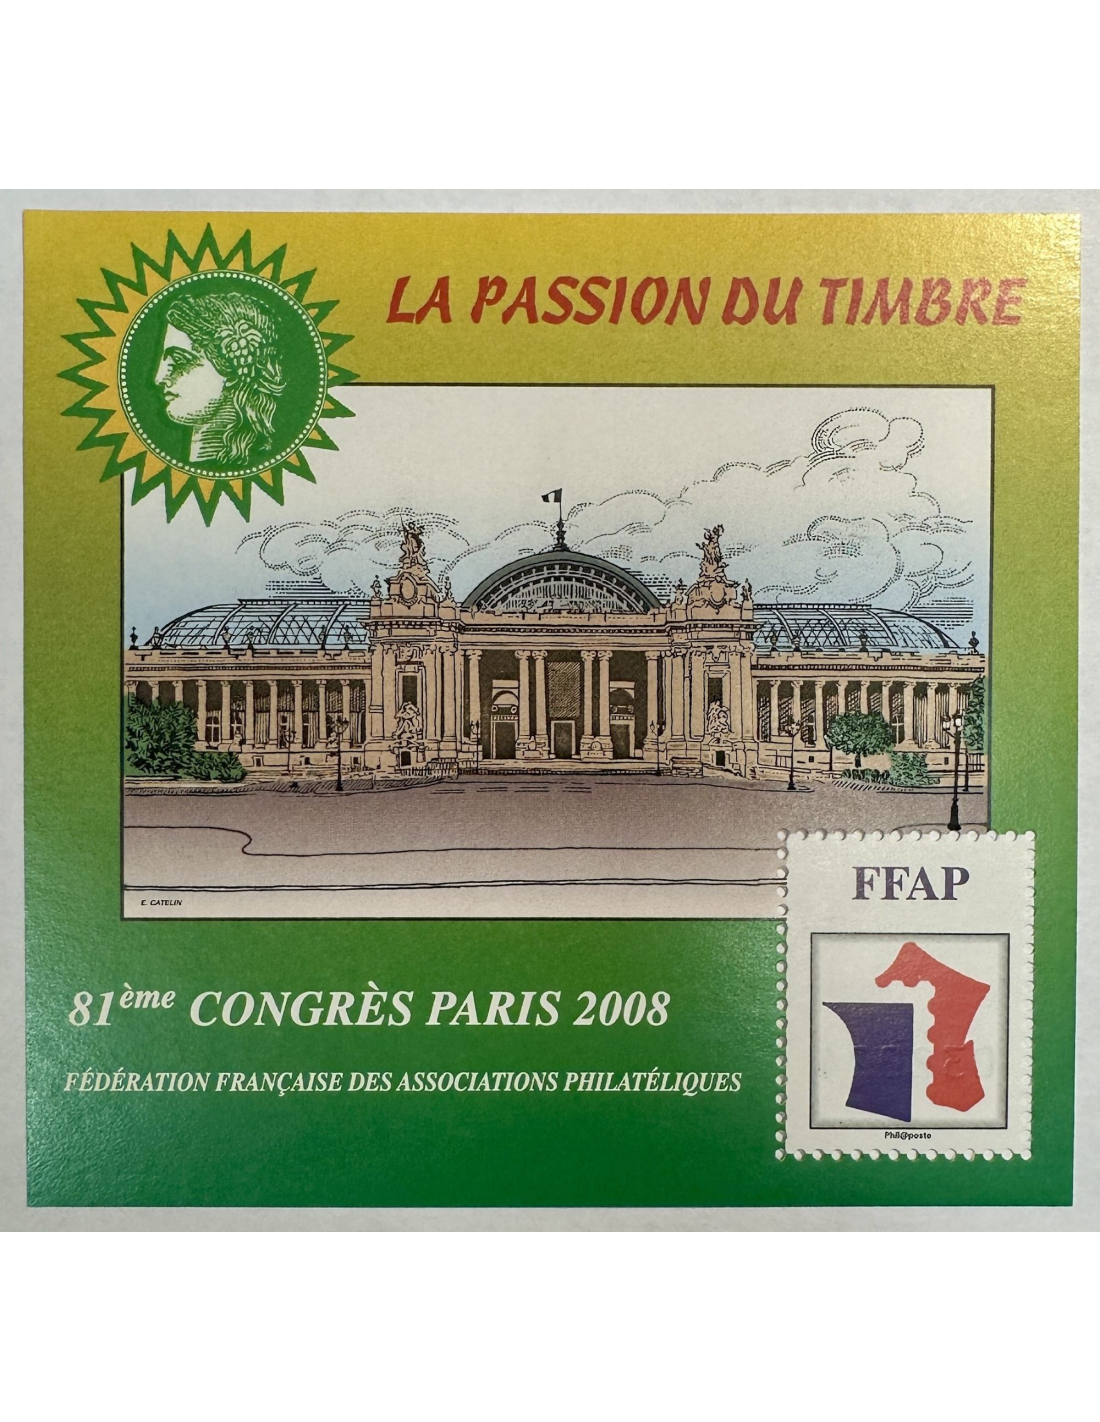 LA PASSION DU TIMBRE
E. CATELIN
FFAP
81ème CONGRÈS PARIS 2008
FÉDÉRATION FRANÇAISE DES ASSOCIATIONS PHILATÉLIQUES
Phil@poste